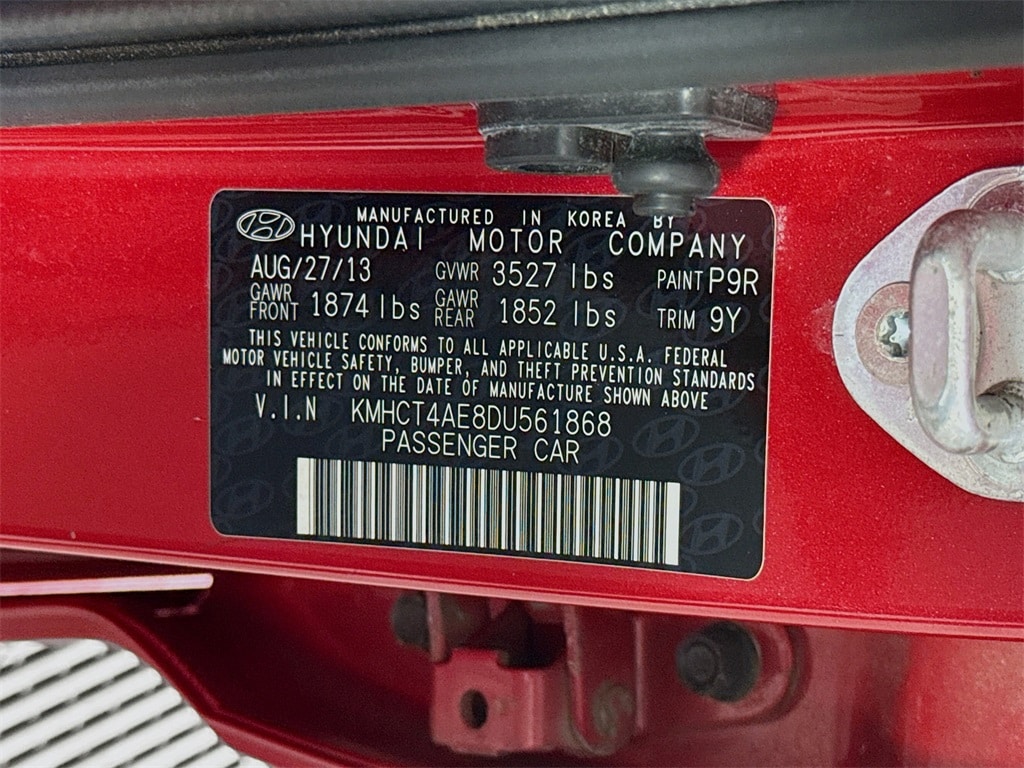 MANUFACTURED IN KOREA BY
HYUNDAI MOTOR COMPANY
AUG/27/13 GVWR 3527 lbs PAINT P9R
GAWR FRONT 1874 lbs GAWR REAR 1852 lbs TRIM 9Y
THIS VEHICLE CONFORMS TO ALL APPLICABLE U.S.A. FEDERAL
MOTOR VEHICLE SAFETY, BUMPER, AND THEFT PREVENTION STANDARDS
IN EFFECT ON THE DATE OF MANUFACTURE SHOWN ABOVE
V.I.N KMHCT4AE8DU561868
PASSENGER CAR